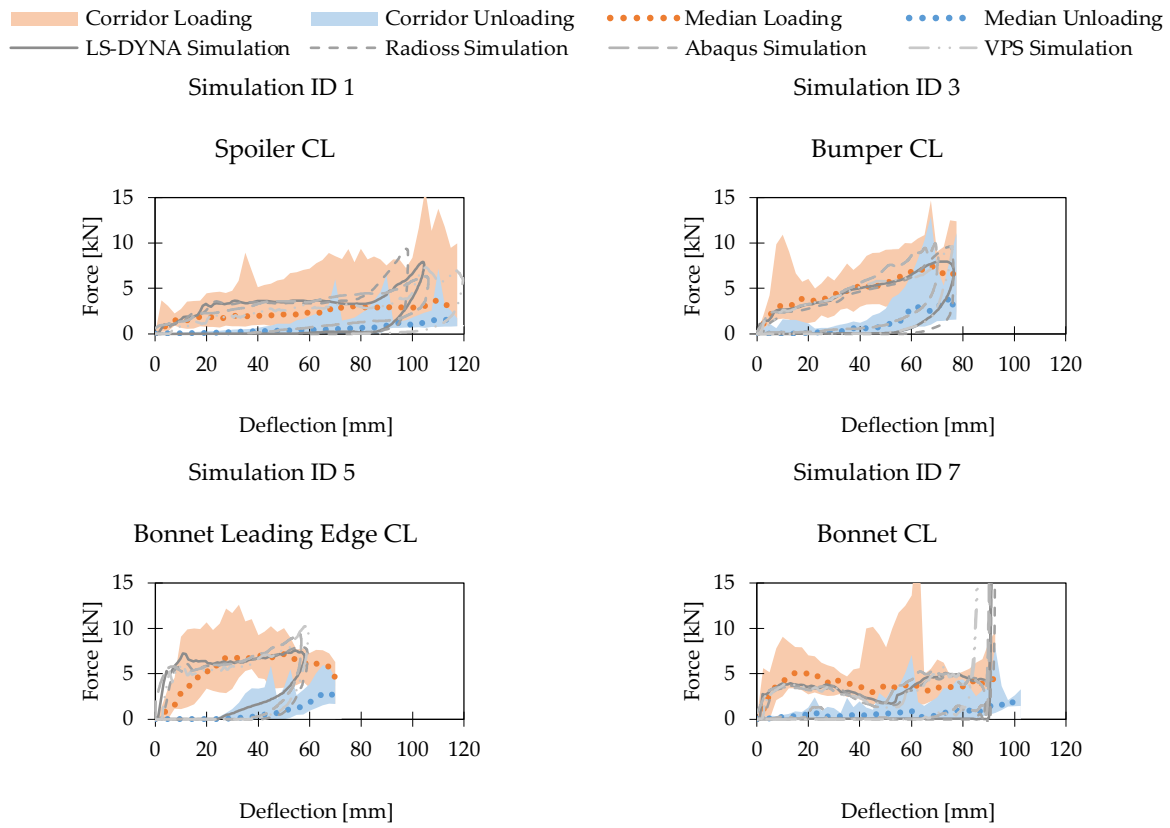 Corridor Loading Corridor Unloading Median Loading Median Unloading
LS-DYNA Simulation Radioss Simulation Abaqus Simulation VPS Simulation
Simulation ID 1 Simulation ID 3
Spoiler CL Bumper CL
15 15
10 10
5 5
0 0
Force [kN] Force [kN]
0 20 40 60 80 100 120 0 20 40 60 80 100 120
Deflection [mm] Deflection [mm]
Simulation ID 5 Simulation ID 7
Bonnet Leading Edge CL Bonnet CL
15 15
10 10
5 5
0 0
Force [kN] Force [kN]
0 20 40 60 80 100 120 0 20 40 60 80 100 120
Deflection [mm] Deflection [mm]